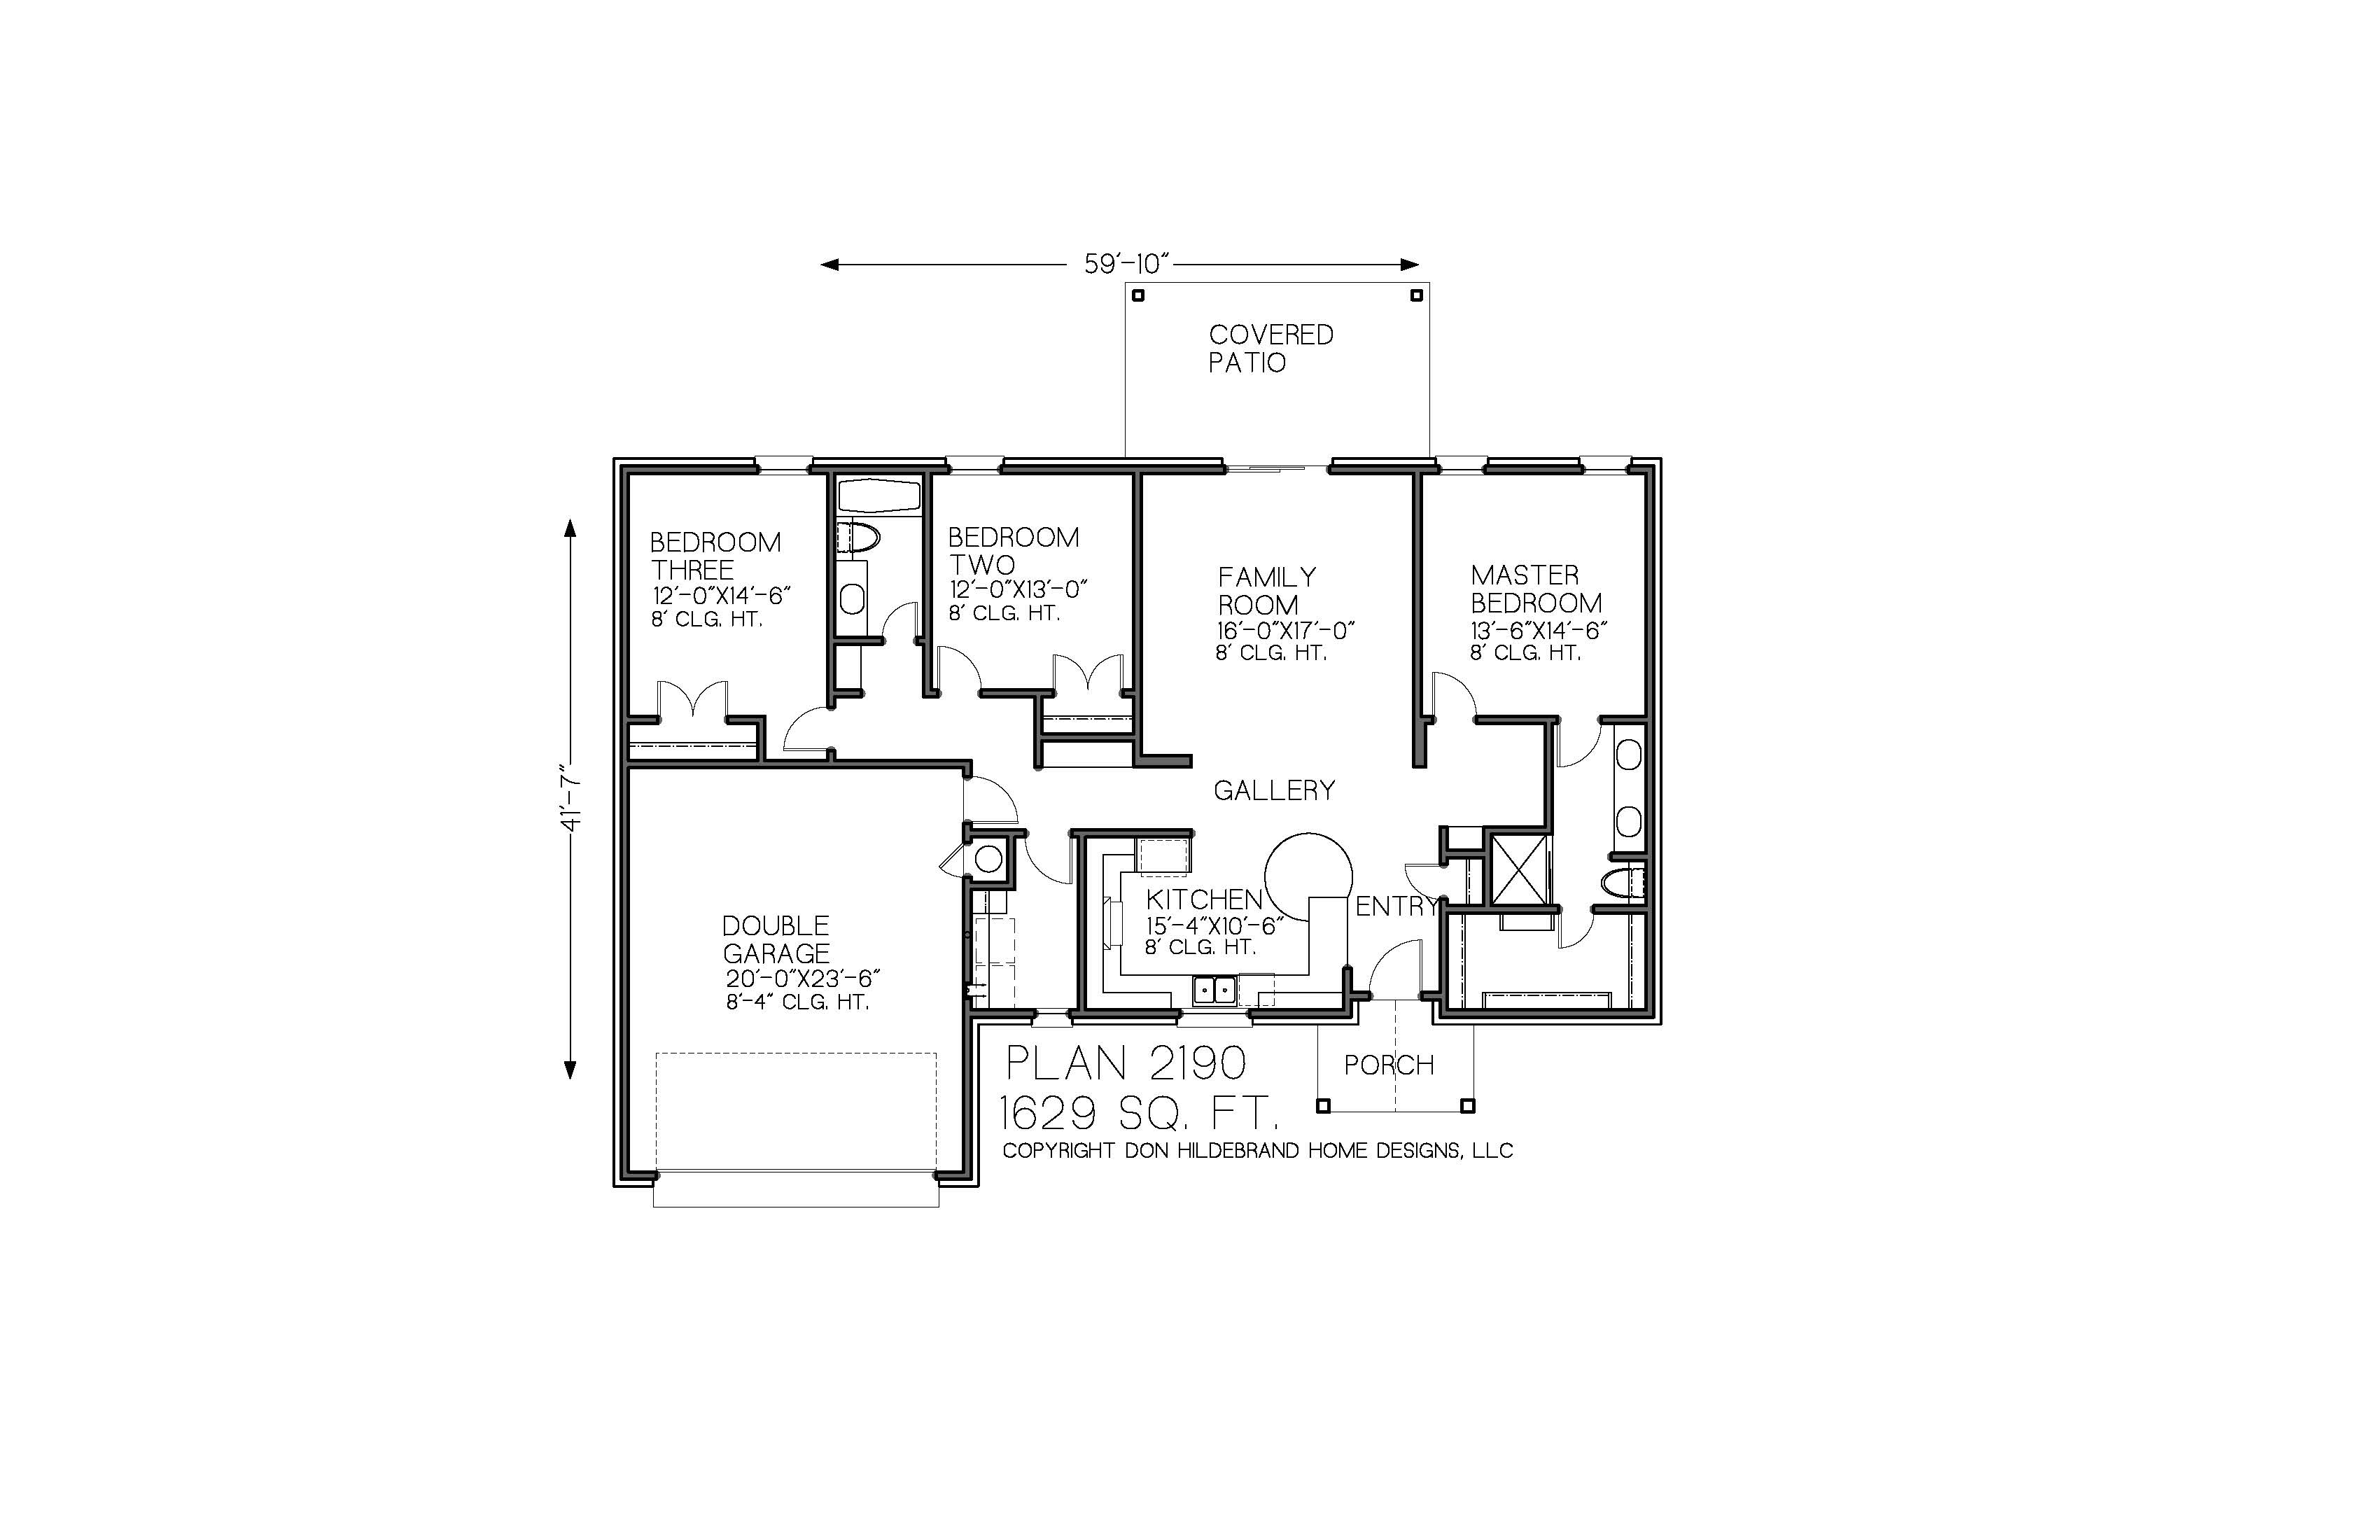 59'-10"
COVERED
PATIO
41'-7"
BEDROOM
THREE
12'-0"X14'-6"
8' CLG. HT.
BEDROOM
TWO
12'-0"X13'-0"
8' CLG. HT.
FAMILY
ROOM
16'-0"X17'-0"
8' CLG. HT.
MASTER
BEDROOM
13'-6"X14'-6"
8' CLG. HT.
GALLERY
DOUBLE
GARAGE
20'-0"X23'-6"
8'-4" CLG. HT.
KITCHEN
15'-4"X10'-6"
8' CLG. HT.
ENTRY
PORCH
PLAN 2190
1629 SQ. FT.
COPYRIGHT DON HILDEBRAND HOME DESIGNS, LLC